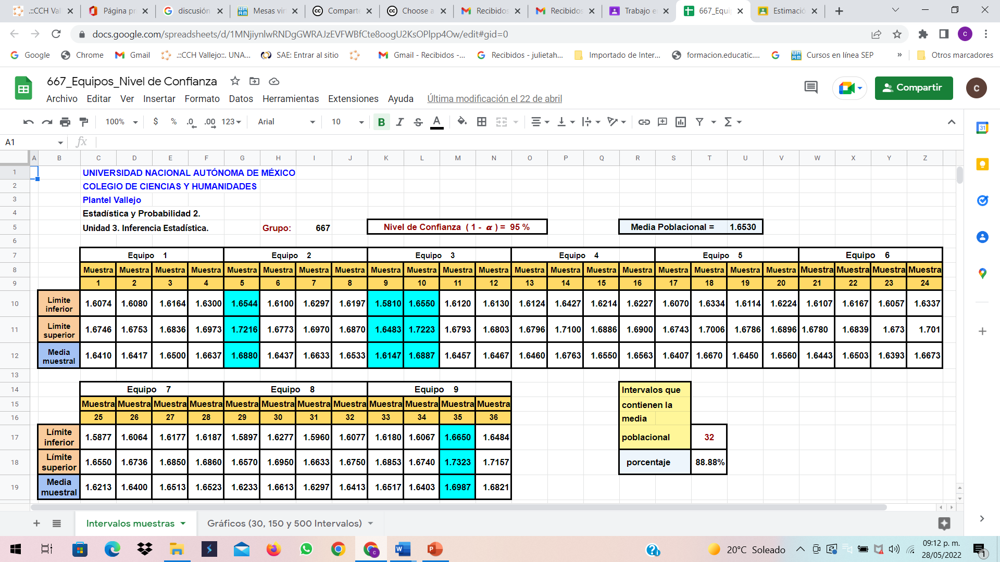 .::CCH Val
Página pr
discusión
Mesas vir
Comparte
Choose a
Recibidos
Recibidos
Trabajo e
667_Equi
Estimació
docs.google.com/spreadsheets/d/1MNjiynlwRNDgGWRAJzEVFWBfCte8oogU2KsOPlpp4Ow/edit#gid=0
Google Chrome Gmail .::CCH Vallejo::. UNA... SAE: Entrar al sitio Gmail - Recibidos -... Recibidos - julietah... Importado de Inter... formacion.educatic.... Cursos en línea SEP » Otros marcadores
667_Equipos_Nivel de Confianza
Archivo Editar Ver Insertar Formato Datos Herramientas Extensiones Ayuda Última modificación el 22 de abril
Compartir
C
100% $ % .0 .00 123 Arial 10 B I S A
A1 fx
A B C D E F G H I J K L M N O P Q R S T U V W X Y Z
1 UNIVERSIDAD NACIONAL AUTÓNOMA DE MÉXICO
2 COLEGIO DE CIENCIAS Y HUMANIDADES
3 Plantel Vallejo
4 Estadística y Probabilidad 2.
5 Unidad 3. Inferencia Estadística. Grupo: 667 Nivel de Confianza ( 1 - α ) = 95 % Media Poblacional = 1.6530
6
7 Equipo 1 Equipo 2 Equipo 3 Equipo 4 Equipo 5 Equipo 6
8 Muestra Muestra Muestra Muestra Muestra Muestra Muestra Muestra Muestra Muestra Muestra Muestra Muestra Muestra Muestra Muestra Muestra Muestra Muestra Muestra Muestra Muestra Muestra Muestra
9 1 2 3 4 5 6 7 8 9 10 11 12 13 14 15 16 17 18 19 20 21 22 23 24
10 Límite inferior 1.6074 1.6080 1.6164 1.6300 1.6544 1.6100 1.6297 1.6197 1.5810 1.6550 1.6120 1.6130 1.6124 1.6427 1.6214 1.6227 1.6070 1.6334 1.6114 1.6224 1.6107 1.6167 1.6057 1.6337
11 Límite superior 1.6746 1.6753 1.6836 1.6973 1.7216 1.6773 1.6970 1.6870 1.6483 1.7223 1.6793 1.6803 1.6796 1.7100 1.6886 1.6900 1.6743 1.7006 1.6786 1.6896 1.6780 1.6839 1.673 1.701
12 Media muestral 1.6410 1.6417 1.6500 1.6637 1.6880 1.6437 1.6633 1.6533 1.6147 1.6887 1.6457 1.6467 1.6460 1.6763 1.6550 1.6563 1.6407 1.6670 1.6450 1.6560 1.6443 1.6503 1.6393 1.6673
13
14 Equipo 7 Equipo 8 Equipo 9 Intervalos que
15 Muestra Muestra Muestra Muestra Muestra Muestra Muestra Muestra Muestra Muestra Muestra Muestra contienen la
16 25 26 27 28 29 30 31 32 33 34 35 36 media
17 Límite inferior 1.5877 1.6064 1.6177 1.6187 1.5897 1.6277 1.5960 1.6077 1.6180 1.6067 1.6650 1.6484 poblacional 32
18 Límite superior 1.6550 1.6736 1.6850 1.6860 1.6570 1.6950 1.6633 1.6750 1.6853 1.6740 1.7323 1.7157 porcentaje 88.88%
19 Media muestral 1.6213 1.6400 1.6513 1.6523 1.6233 1.6613 1.6297 1.6413 1.6517 1.6403 1.6987 1.6821
Intervalos muestras Gráficos (30, 150 y 500 Intervalos)
20°C Soleado
09:12 p. m.
28/05/2022
1